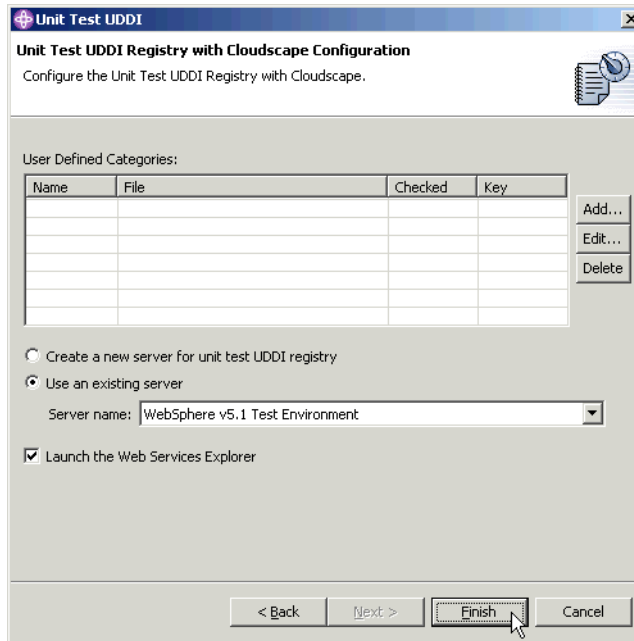 Unit Test UDDI
Unit Test UDDI Registry with Cloudscape Configuration
Configure the Unit Test UDDI Registry with Cloudscape.
User Defined Categories:
Name File Checked Key
Add...
Edit...
Delete
Create a new server for unit test UDDI registry
Use an existing server
Server name: WebSphere v5.1 Test Environment
Launch the Web Services Explorer
< Back Next > Finish Cancel